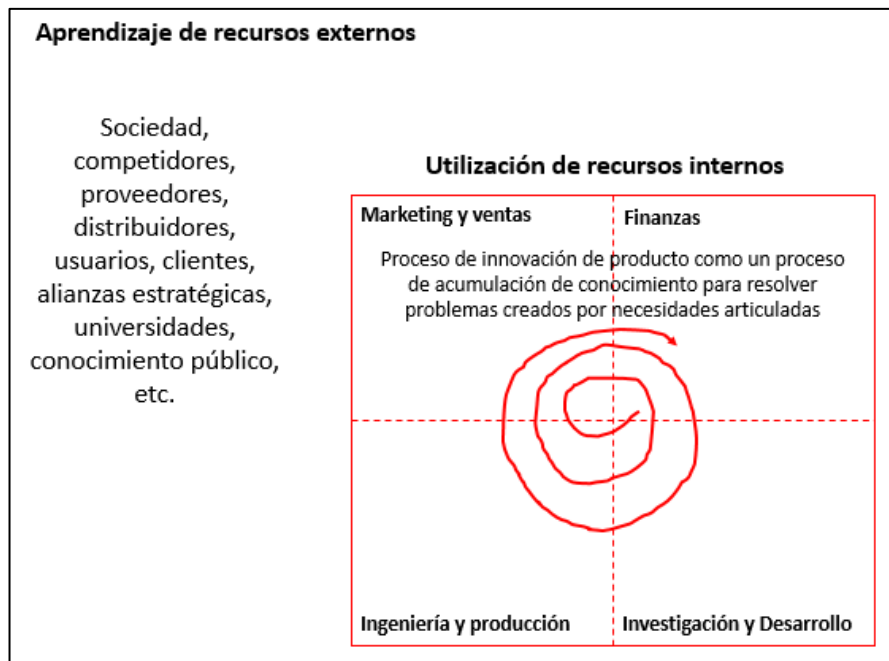 Aprendizaje de recursos externos
Sociedad,
competidores,
proveedores,
distribuidores,
usuarios, clientes,
alianzas estratégicas,
universidades,
conocimiento público,
etc.
Utilización de recursos internos
Marketing y ventas
Finanzas
Proceso de innovación de producto como un proceso
de acumulación de conocimiento para resolver
problemas creados por necesidades articuladas
Ingeniería y producción
Investigación y Desarrollo